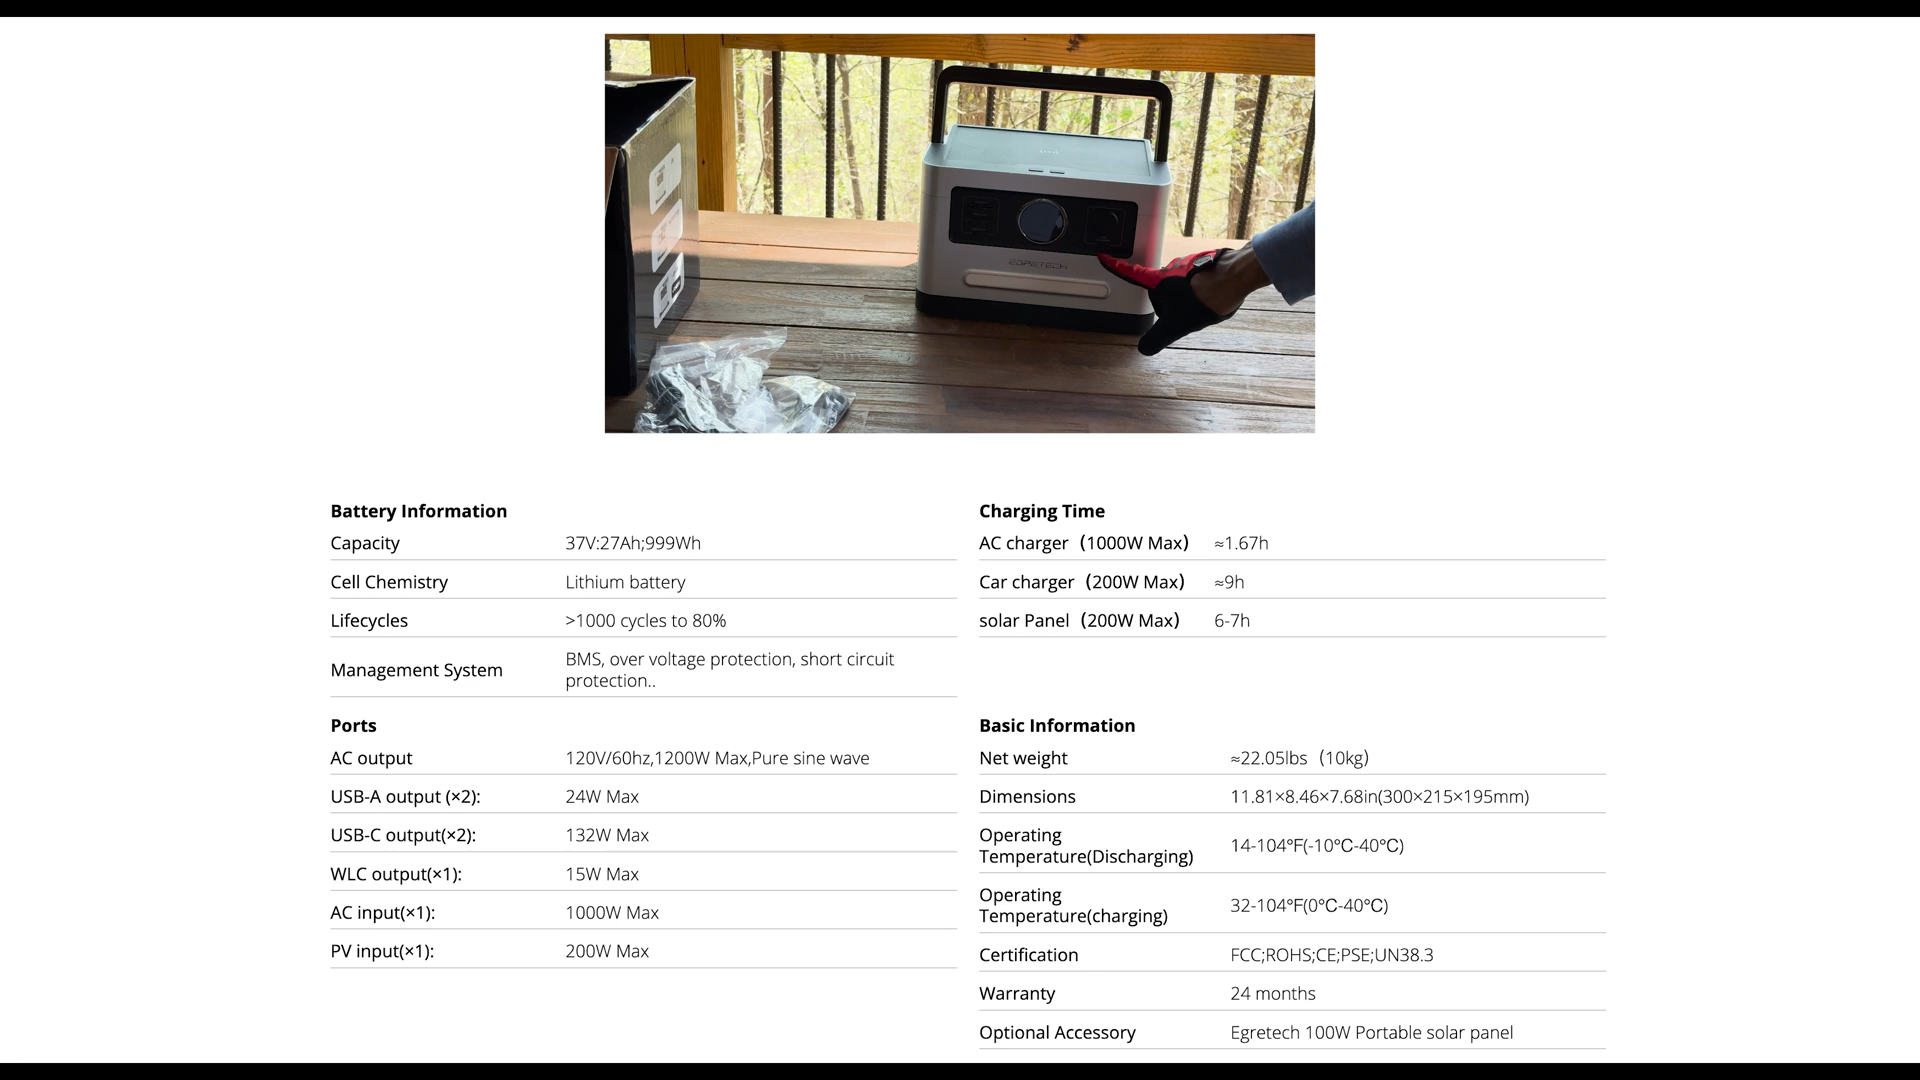 EGRETECH
Battery Information
Capacity 37V:27Ah;999Wh
Cell Chemistry Lithium battery
Lifecycles >1000 cycles to 80%
Management System BMS, over voltage protection, short circuit
protection..
Charging Time
AC charger（1000W Max） ≈1.67h
Car charger（200W Max） ≈9h
solar Panel（200W Max） 6-7h
Ports
AC output 120V/60hz,1200W Max,Pure sine wave
USB-A output (×2): 24W Max
USB-C output(×2): 132W Max
WLC output(×1): 15W Max
AC input(×1): 1000W Max
PV input(×1): 200W Max
Basic Information
Net weight ≈22.05lbs（10kg）
Dimensions 11.81×8.46×7.68in(300×215×195mm)
Operating
Temperature(Discharging) 14-104℉(-10℃-40℃)
Operating
Temperature(charging) 32-104℉(0℃-40℃)
Certification FCC;ROHS;CE;PSE;UN38.3
Warranty 24 months
Optional Accessory Egretech 100W Portable solar panel